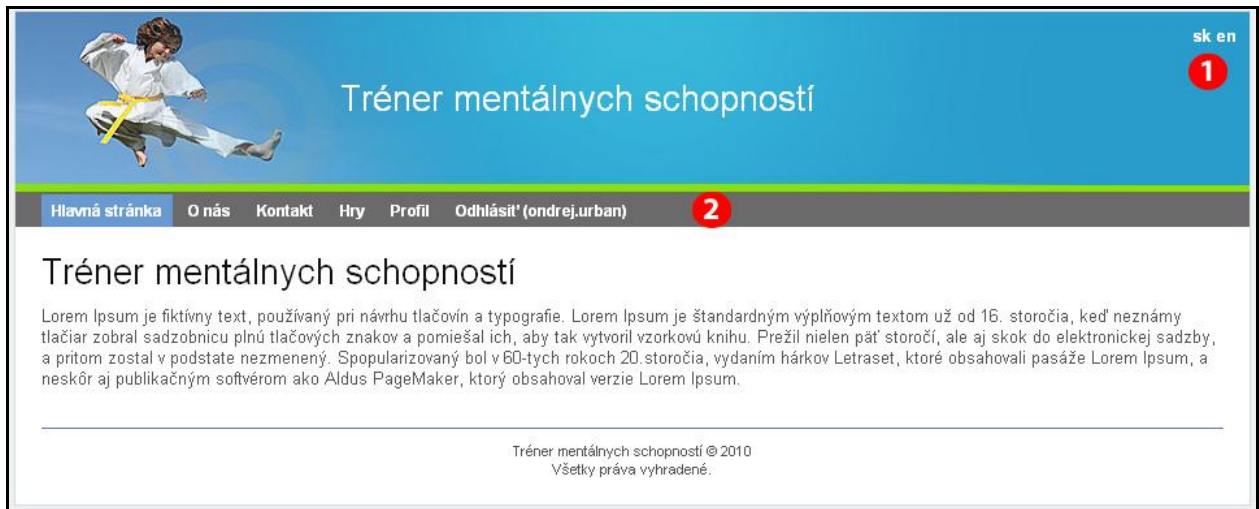 sk en
1
Tréner mentálnych schopností
Hlavná stránka O nás Kontakt Hry Profil Odhlásiť (ondrej.urban)
2
Tréner mentálnych schopností
Lorem Ipsum je fiktívny text, používaný pri návrhu tlačovín a typografie. Lorem Ipsum je štandardným výplňovým textom už od 16. storočia, keď neznámy
tlačiar zobral sadzobnicu plnú tlačových znakov a pomiešal ich, aby tak vytvoril vzorkovú knihu. Prežil nielen päť storočí, ale aj skok do elektronickej sadzby,
a pritom zostal v podstate nezmenený. Spopularizovaný bol v 60-tych rokoch 20.storočia, vydaním hárkov Letraset, ktoré obsahovali pasáže Lorem Ipsum, a
neskôr aj publikačným softvérom ako Aldus PageMaker, ktorý obsahoval verzie Lorem Ipsum.
Tréner mentálnych schopností © 2010
Všetky práva vyhradené.